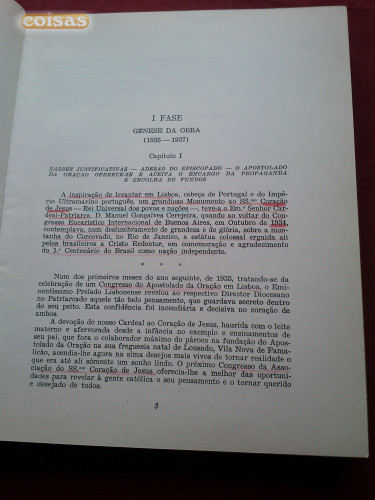 coisas
I FASE
GÉNESE DA OBRA
(1935 — 1937)
Capítulo I
RAZÕES JUSTIFICATIVAS — ADESÃO DO EPISCOPADO — O APOSTOLADO
DA ORAÇÃO OFERECE-SE E ACEITA O ENCARGO DA PROPAGANDA
E RECOLHA DE FUNDOS
A inspiração de levantar em Lisboa, cabeça de Portugal e do Impé-
rio Ultramarino português, um grandioso Monumento ao SS.mo Coração
de Jesus — Rei Universal dos povos e nações —, teve-a o Em.º Senhor Car-
deal-Patriarca, D. Manuel Gonçalves Cerejeira, quando ao voltar do Con-
gresso Eucarístico Internacional de Buenos Aires, em Outubro de 1934,
contemplava, num deslumbramento de grandeza e de glória, sobre a mon-
tanha do Corcovado, no Rio de Janeiro, a estátua colossal erguida ali
pelos brasileiros a Cristo Redentor, em comemoração e agradecimento
do 1.º Centenário do Brasil como nação independente.
* * *
Num dos primeiros meses do ano seguinte, de 1935, tratando-se da
celebração de um Congresso do Apostolado da Oração em Lisboa, o Emi-
nentíssimo Prelado Lisbonense revelou ao respectivo Director Diocesano
no Patriarcado aquele tão belo pensamento, que guardava secreto dentro
do seu peito. Esta confidência foi incendiária e decisiva no coração de
ambos.
A devoção do nosso Cardeal ao Coração de Jesus, haurida com o leite
materno e afervorada desde a infância no exemplo e ensinamentos de
seu pai, que fora o colaborador máximo do pároco na fundação do Apos-
tolado da Oração na sua freguesia natal de Lousado, Vila Nova de Fama-
licão, acendia-lhe agora na alma desejos mais vivos de tornar realidade o
que era até ali sòmente um sonho lindo. O próximo Congresso da Asso-
ciação do SS.mo Coração de Jesus oferecia-lhe a melhor das oportuni-
dades para revelar à gente católica o seu pensamento e o tornar querido
e desejado de todos.
3